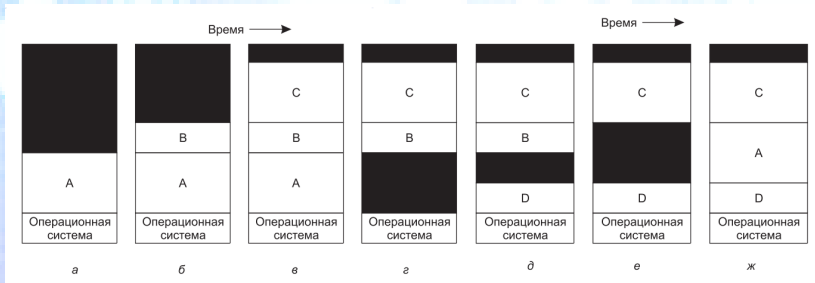 Время
Время
A
Операционная
система
а
B
A
Операционная
система
б
C
B
A
Операционная
система
в
C
B
Операционная
система
г
C
B
D
Операционная
система
д
C
D
Операционная
система
е
C
A
D
Операционная
система
ж